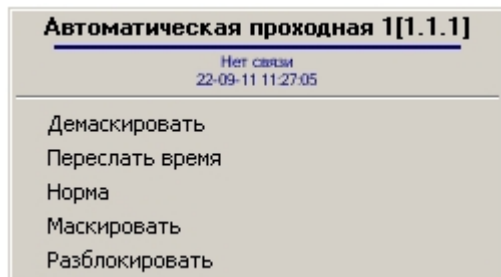 Автоматическая проходная 1[1.1.1]
Нет связи
22-09-11 11:27:05
Демаскировать
Переслать время
Норма
Маскировать
Разблокировать